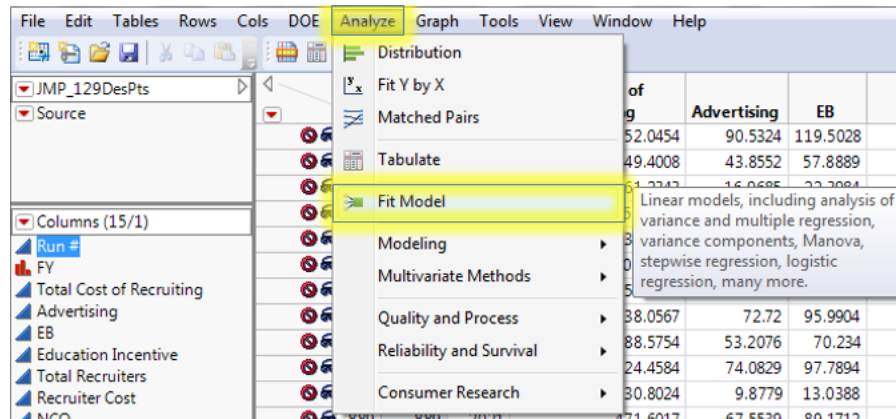 File Edit Tables Rows Cols DOE Analyze Graph Tools View Window Help
JMP_129DesPts
Source
Columns (15/1)
Run #
FY
Total Cost of Recruiting
Advertising
EB
Education Incentive
Total Recruiters
Recruiter Cost
NCO
Distribution
Fit Y by X
Matched Pairs
Tabulate
Fit Model
Modeling
Multivariate Methods
Quality and Process
Reliability and Survival
Consumer Research
Linear models, including analysis of
variance and multiple regression,
variance components, Manova,
stepwise regression, logistic
regression, many more.
of
Advertising EB
52.0454 90.5324 119.5028
49.4008 43.8552 57.8889
38.0567 72.72 95.9904
38.5754 53.2076 70.234
24.4584 74.0829 97.7894
30.8024 9.8779 13.0388